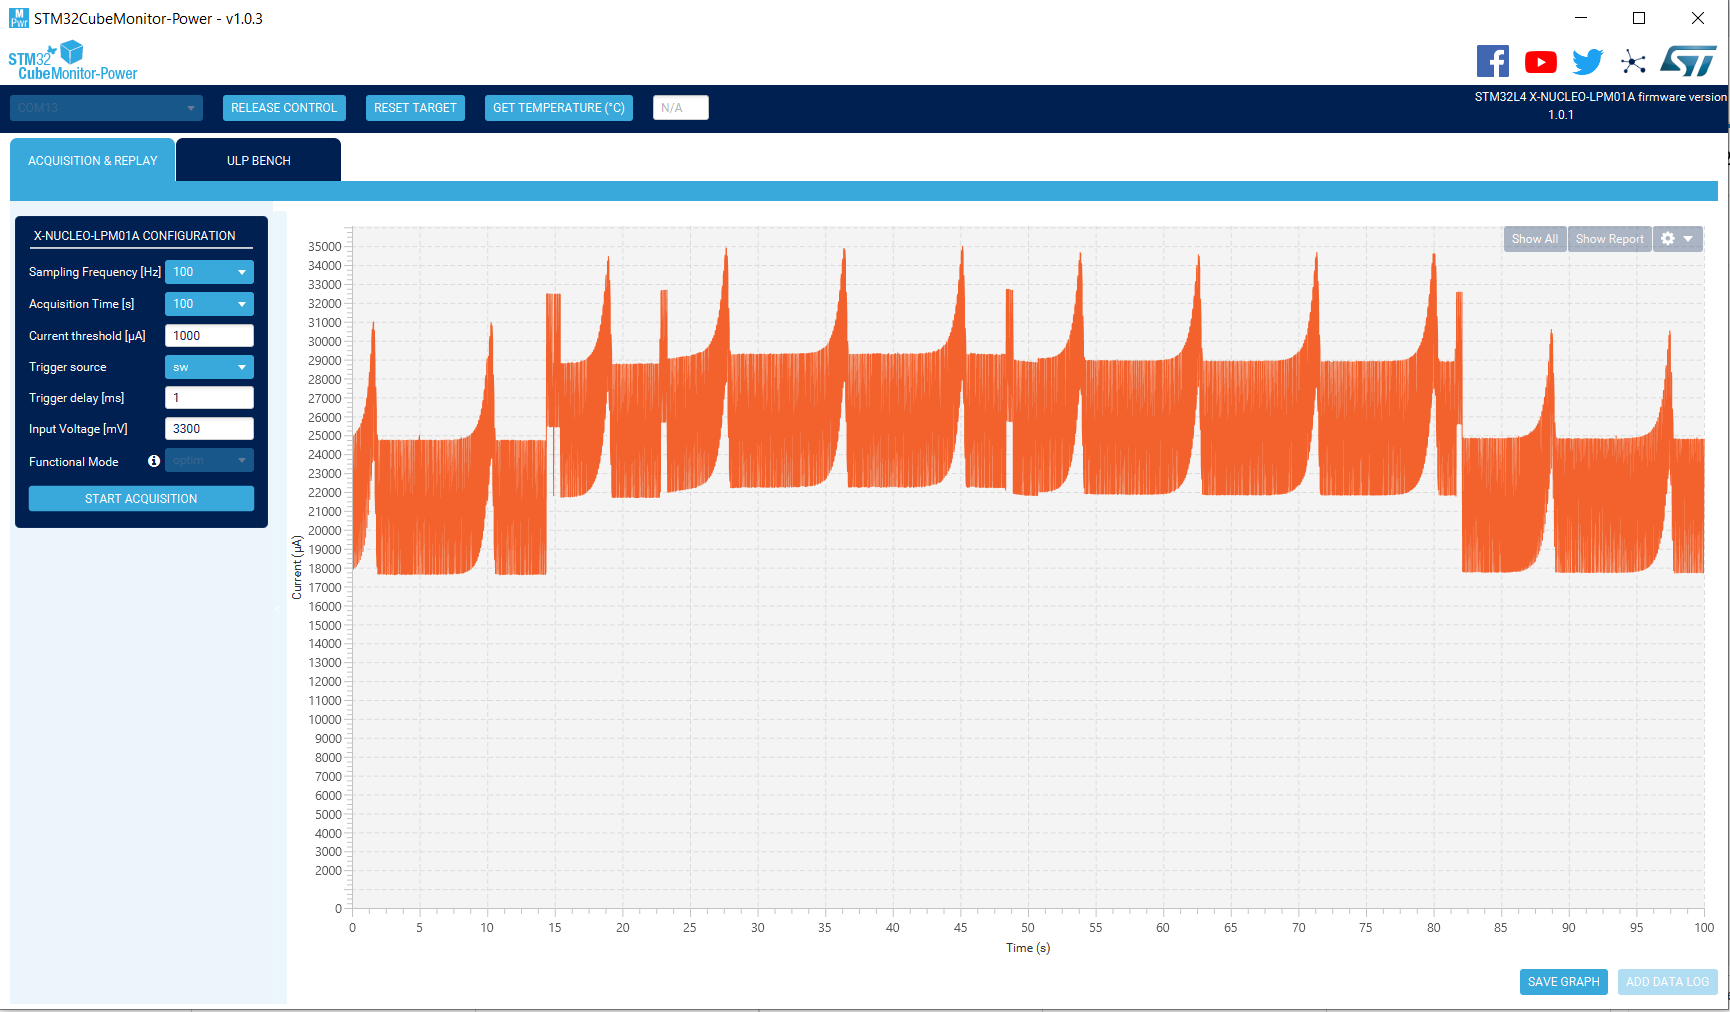 STM32CubeMonitor-Power - v1.0.3
M
Pwr
STM32
CubeMonitor-Power
ST
COM13
RELEASE CONTROL
RESET TARGET
GET TEMPERATURE (°C)
N/A
STM32L4 X-NUCLEO-LPM01A firmware version
1.0.1
ACQUISITION & REPLAY
ULP BENCH
X-NUCLEO-LPM01A CONFIGURATION
Sampling Frequency [Hz] 100
Acquisition Time [s] 100
Current threshold [µA] 1000
Trigger source sw
Trigger delay [ms] 1
Input Voltage [mV] 3300
Functional Mode optim
START ACQUISITION
Show All
Show Report
35000
34000
33000
32000
31000
30000
29000
28000
27000
26000
25000
24000
23000
22000
21000
20000
19000
18000
17000
16000
15000
14000
13000
12000
11000
10000
9000
8000
7000
6000
5000
4000
3000
2000
0
Current (µA)
0 5 10 15 20 25 30 35 40 45 50 55 60 65 70 75 80 85 90 95 100
Time (s)
SAVE GRAPH
ADD DATA LOG